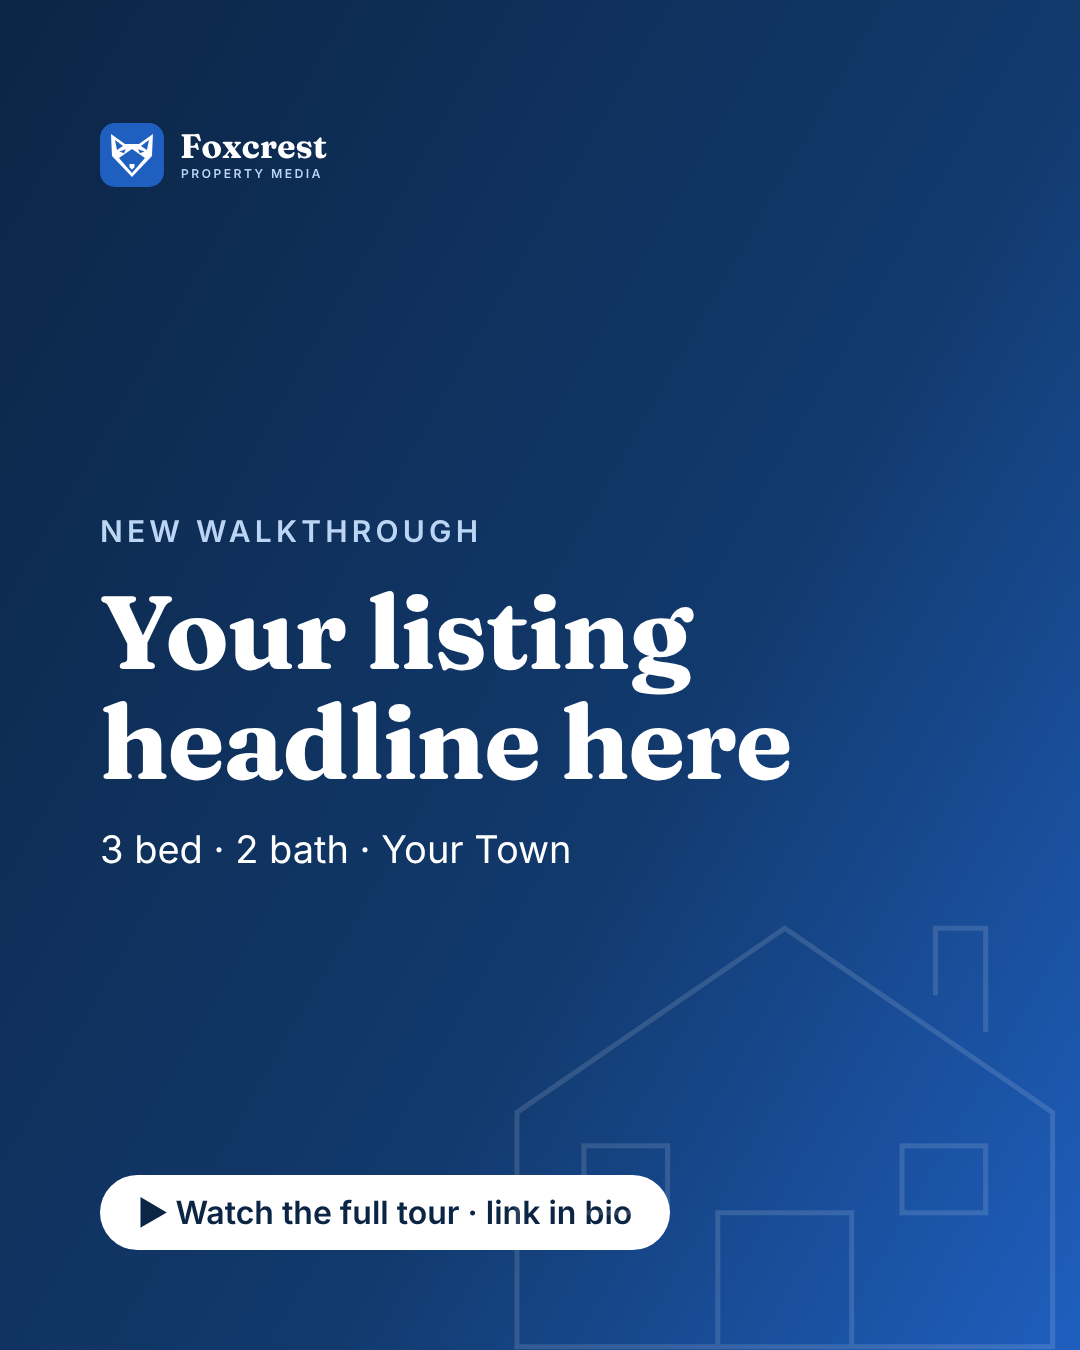 Foxcrest
PROPERTY MEDIA
NEW WALKTHROUGH
Your listing
headline here
3 bed · 2 bath · Your Town
▶ Watch the full tour · link in bio